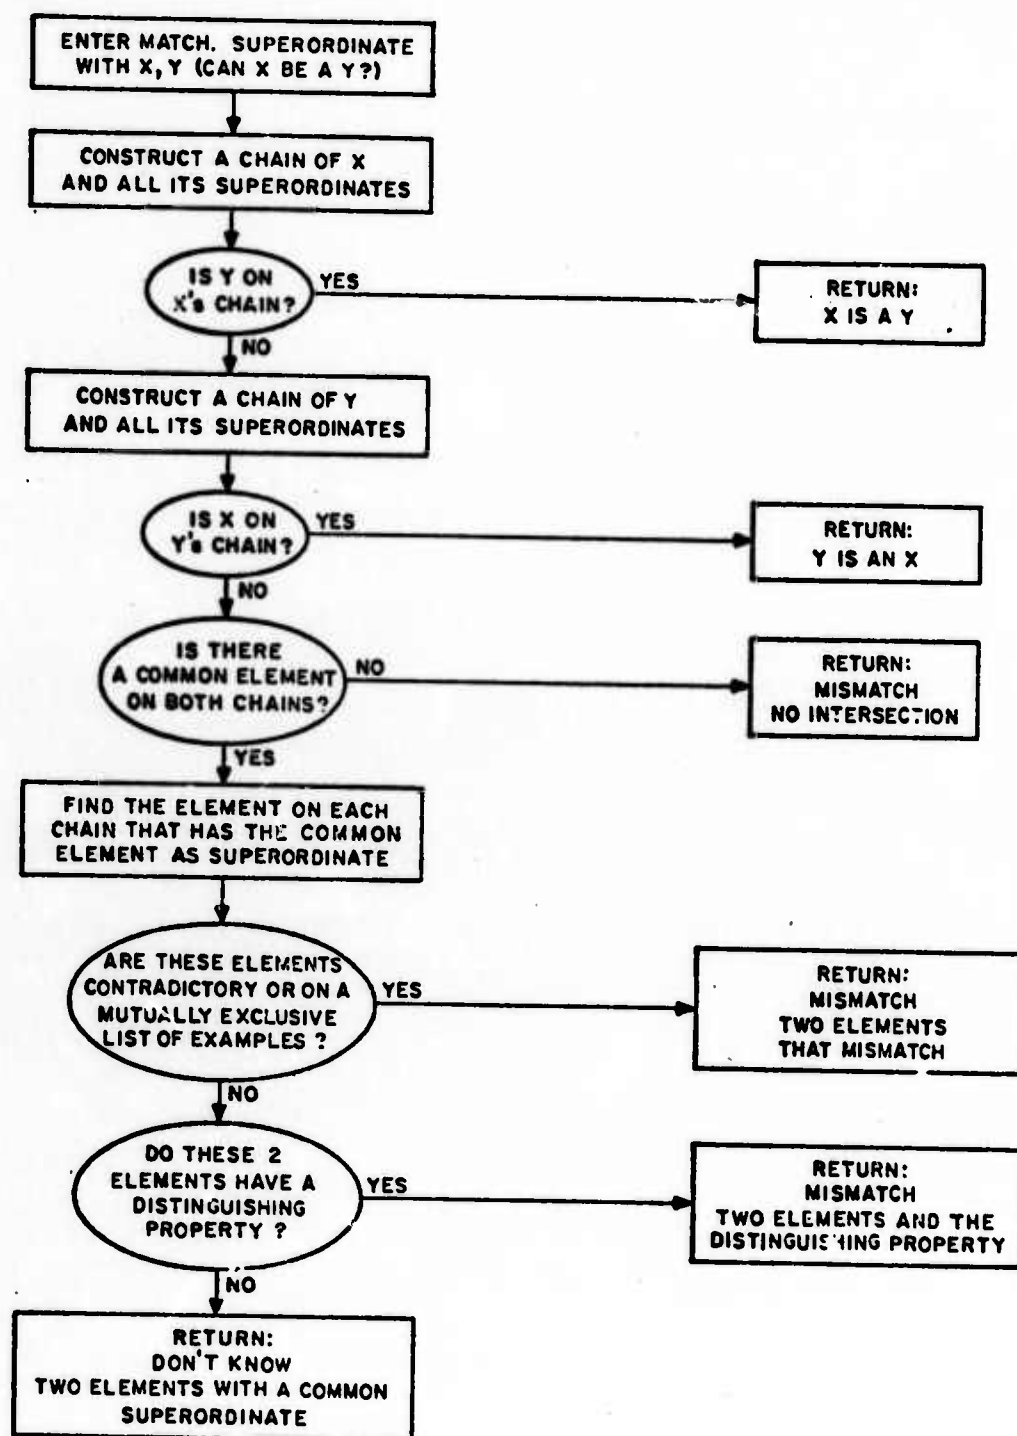 ENTER MATCH. SUPERORDINATE
WITH X, Y (CAN X BE A Y?)
CONSTRUCT A CHAIN OF X
AND ALL ITS SUPERORDINATES
IS Y ON
X's CHAIN?
YES
RETURN:
X IS A Y
NO
CONSTRUCT A CHAIN OF Y
AND ALL ITS SUPERORDINATES
IS X ON
Y's CHAIN?
YES
RETURN:
Y IS AN X
NO
IS THERE
A COMMON ELEMENT
ON BOTH CHAINS?
NO
RETURN:
MISMATCH
NO INTERSECTION
YES
FIND THE ELEMENT ON EACH
CHAIN THAT HAS THE COMMON
ELEMENT AS SUPERORDINATE
ARE THESE ELEMENTS
CONTRADICTORY OR ON A
MUTUALLY EXCLUSIVE
LIST OF EXAMPLES ?
YES
RETURN:
MISMATCH
TWO ELEMENTS
THAT MISMATCH
NO
DO THESE 2
ELEMENTS HAVE A
DISTINGUISHING
PROPERTY ?
YES
RETURN:
MISMATCH
TWO ELEMENTS AND THE
DISTINGUISHING PROPERTY
NO
RETURN:
DON'T KNOW
TWO ELEMENTS WITH A COMMON
SUPERORDINATE